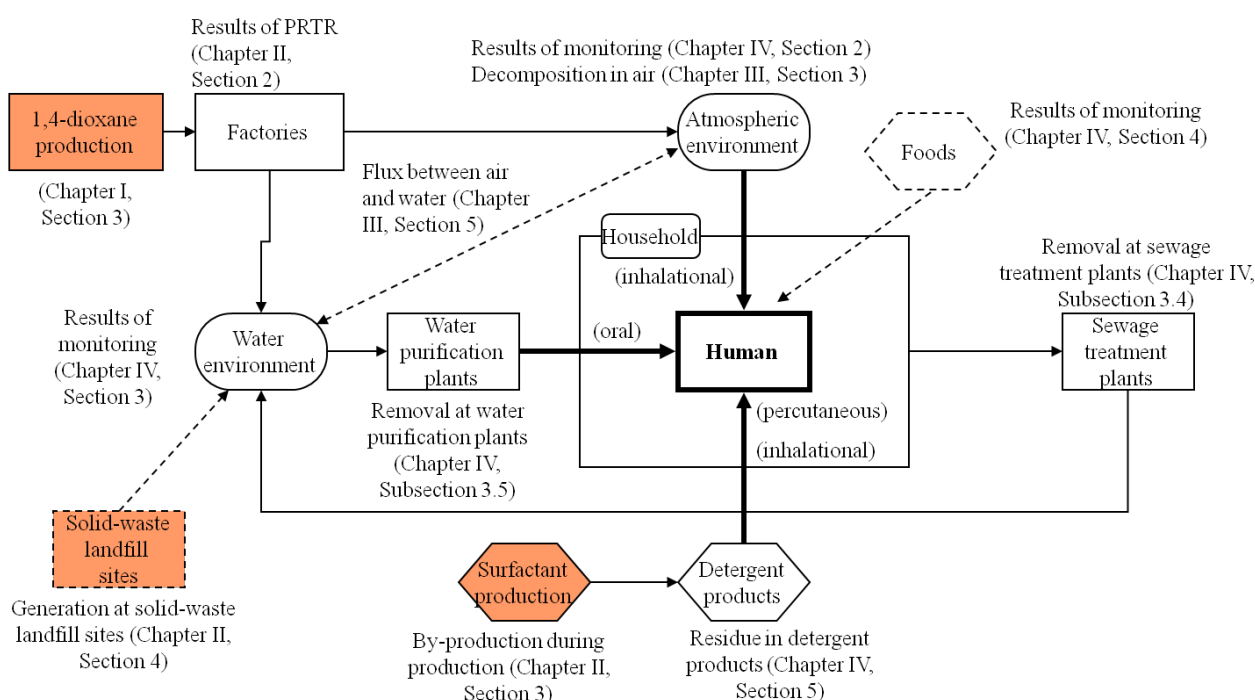 Results of PRTR
(Chapter II,
Section 2)
Results of monitoring (Chapter IV, Section 2)
Decomposition in air (Chapter III, Section 3)
1,4-dioxane
production
(Chapter I,
Section 3)
Factories
Atmospheric
environment
Foods
Results of monitoring
(Chapter IV, Section 4)
Flux between air
and water (Chapter
III, Section 5)
Household
(inhalational)
Removal at sewage
treatment plants (Chapter IV,
Subsection 3.4)
Results of
monitoring
(Chapter IV,
Section 3)
Water
environment
Water
purification
plants
(oral)
Human
Sewage
treatment
plants
Removal at water
purification plants
(Chapter IV,
Subsection 3.5)
(percutaneous)
(inhalational)
Solid-waste
landfill
sites
Generation at solid-waste
landfill sites (Chapter II,
Section 4)
Surfactant
production
Detergent
products
By-production during
production (Chapter II,
Section 3)
Residue in detergent
products (Chapter IV,
Section 5)